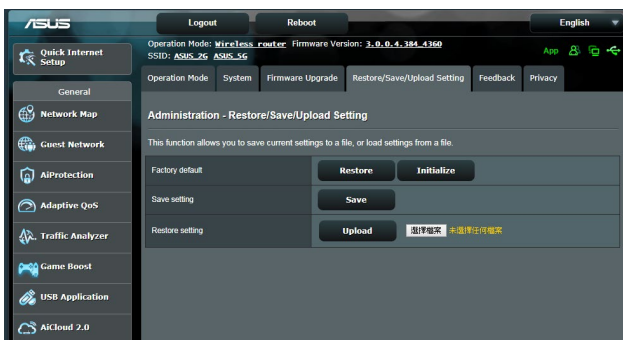 ASUS
Logout
Reboot
English
Quick Internet Setup
Operation Mode: Wireless router Firmware Version: 3.0.0.4.384_4360
SSID: ASUS_2G ASUS_5G
App
Operation Mode
System
Firmware Upgrade
Restore/Save/Upload Setting
Feedback
Privacy
General
Network Map
Guest Network
AiProtection
Adaptive QoS
Traffic Analyzer
Game Boost
USB Application
AiCloud 2.0
Administration - Restore/Save/Upload Setting
This function allows you to save current settings to a file, or load settings from a file.
Factory default
Restore
Initialize
Save setting
Save
Restore setting
Upload
選擇檔案 未選擇任何檔案